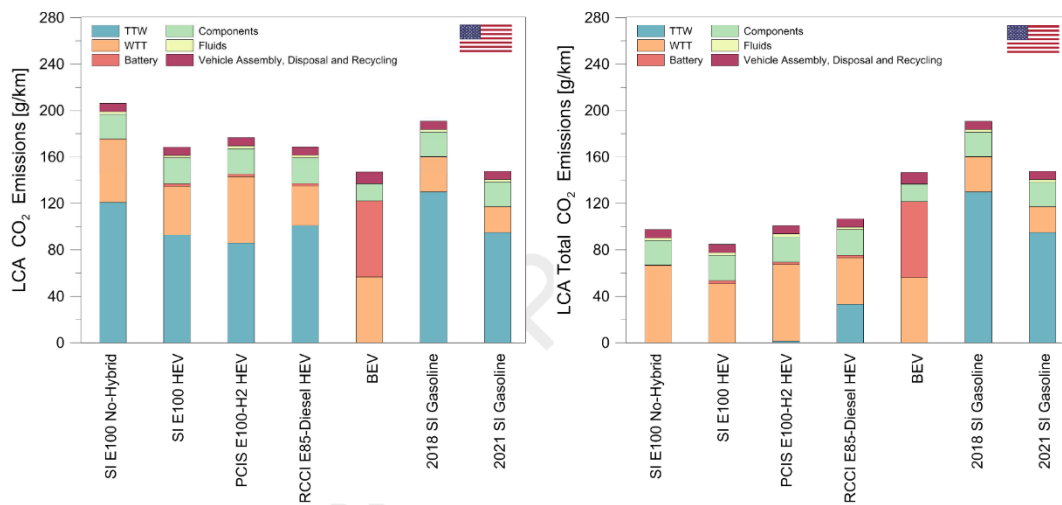 LCA CO2 Emissions [g/km]
280
240
200
160
120
80
40
0
TTW
WTT
Battery
Components
Fluids
Vehicle Assembly, Disposal and Recycling
SI E100 No-Hybrid
SI E100 HEV
PCIS E100-H2 HEV
RCCI E85-Diesel HEV
BEV
2018 SI Gasoline
2021 SI Gasoline
LCA Total CO2 Emissions [g/km]
280
240
200
160
120
80
40
0
TTW
WTT
Battery
Components
Fluids
Vehicle Assembly, Disposal and Recycling
SI E100 No-Hybrid
SI E100 HEV
PCIS E100-H2 HEV
RCCI E85-Diesel HEV
BEV
2018 SI Gasoline
2021 SI Gasoline